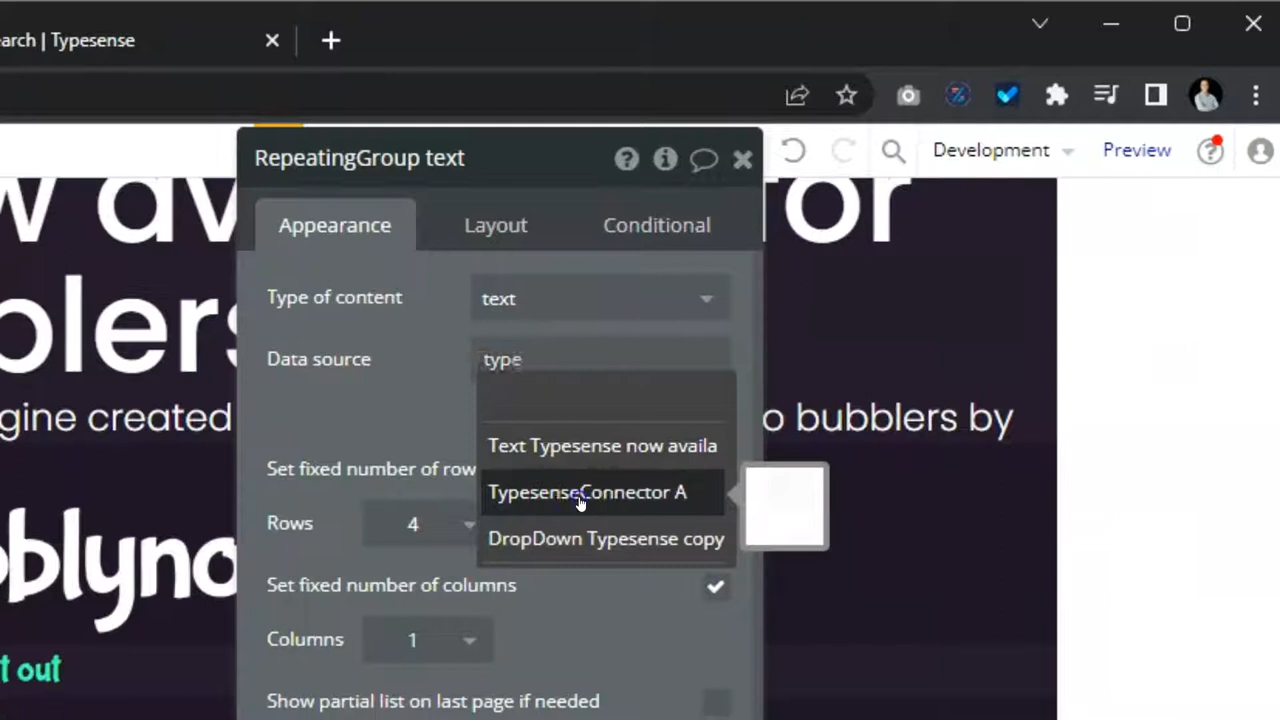 earch | Typesense
RepeatingGroup text
Development
Preview
Appearance
Layout
Conditional
Type of content
text
Data source
type
Text Typesense now availa
TypesenseConnector A
DropDown Typesense copy
Set fixed number of row
Rows
4
Set fixed number of columns
Columns
1
Show partial list on last page if needed
w av
or
blers
gine created
o bubblers by
oblyno
t out